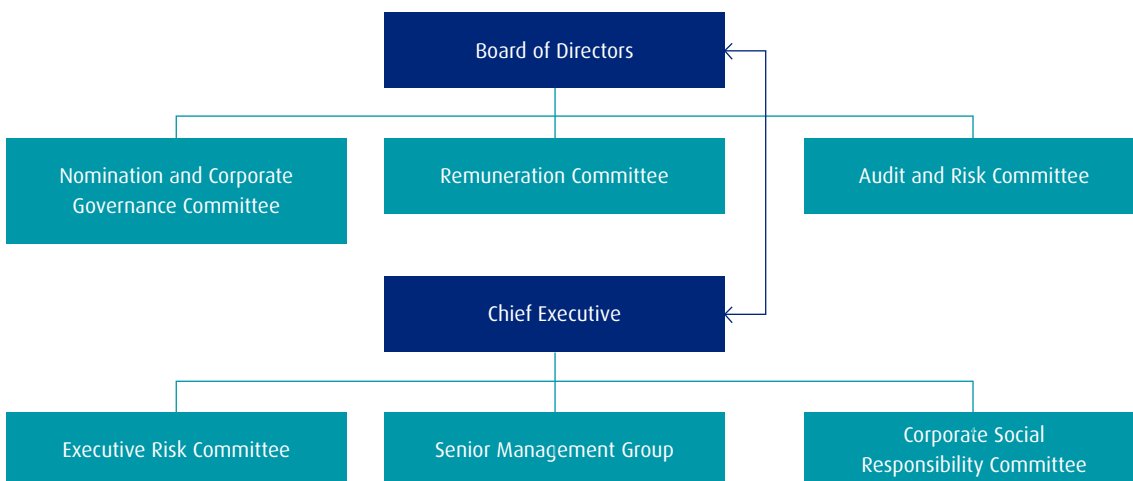 Board of Directors
Nomination and Corporate
Governance Committee
Remuneration Committee
Audit and Risk Committee
Chief Executive
Executive Risk Committee
Senior Management Group
Corporate Social
Responsibility Committee